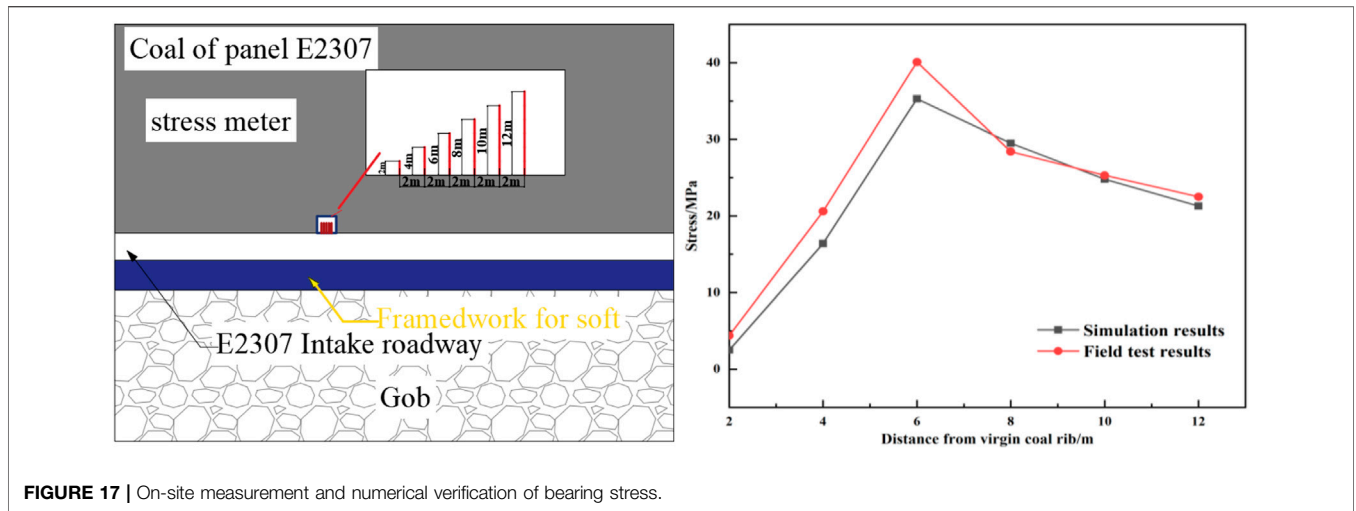 Coal of panel E2307
stress meter
2m
4m
6m
8m
10m
12m
2m 2m 2m 2m 2m
Framedwork for soft
E2307 Intake roadway
Gob
40
30
20
10
0
Stress/MPa
Simulation results
Field test results
2 4 6 8 10 12
Distance from virgin coal rib/m
FIGURE 17 | On-site measurement and numerical verification of bearing stress.